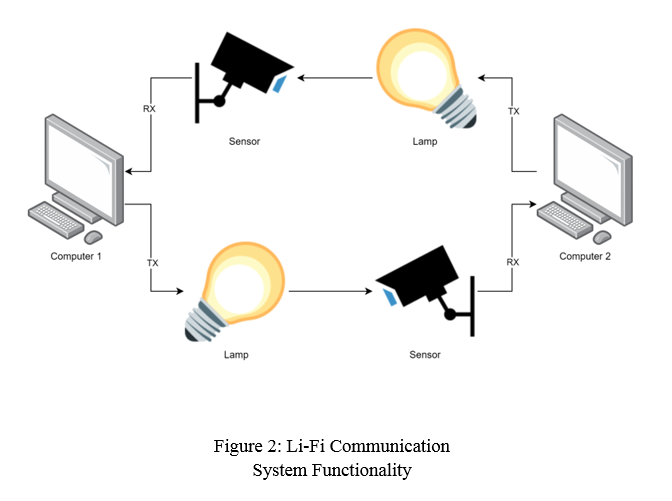 RX
TX
Sensor
Lamp
Computer 1
Computer 2
TX
RX
Lamp
Sensor
Figure 2: Li-Fi Communication
System Functionality